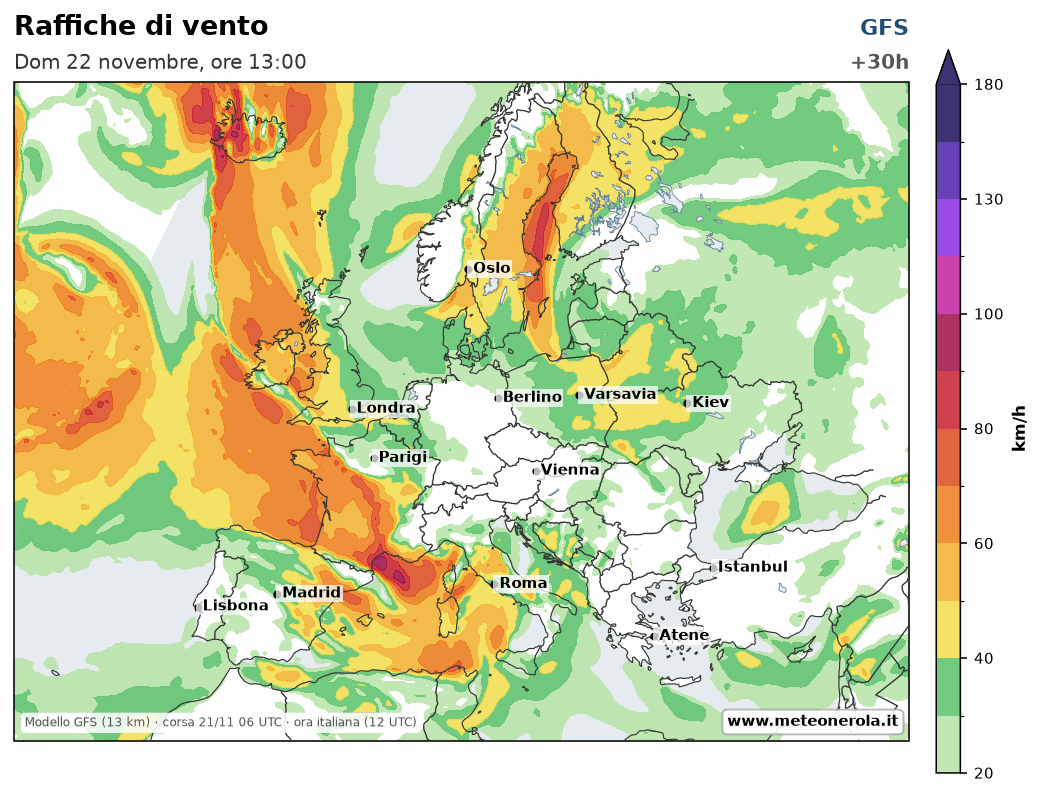 Raffiche di vento
GFS
Dom 22 novembre, ore 13:00
+30h
180
130
100
80
60
40
20
km/h
Oslo
Londra
Berlino
Varsavia
Kiev
Parigi
Vienna
Istanbul
Roma
Madrid
Lisbona
Atene
Modello GFS (13 km) · corsa 21/11 06 UTC · ora italiana (12 UTC)
www.meteonerola.it